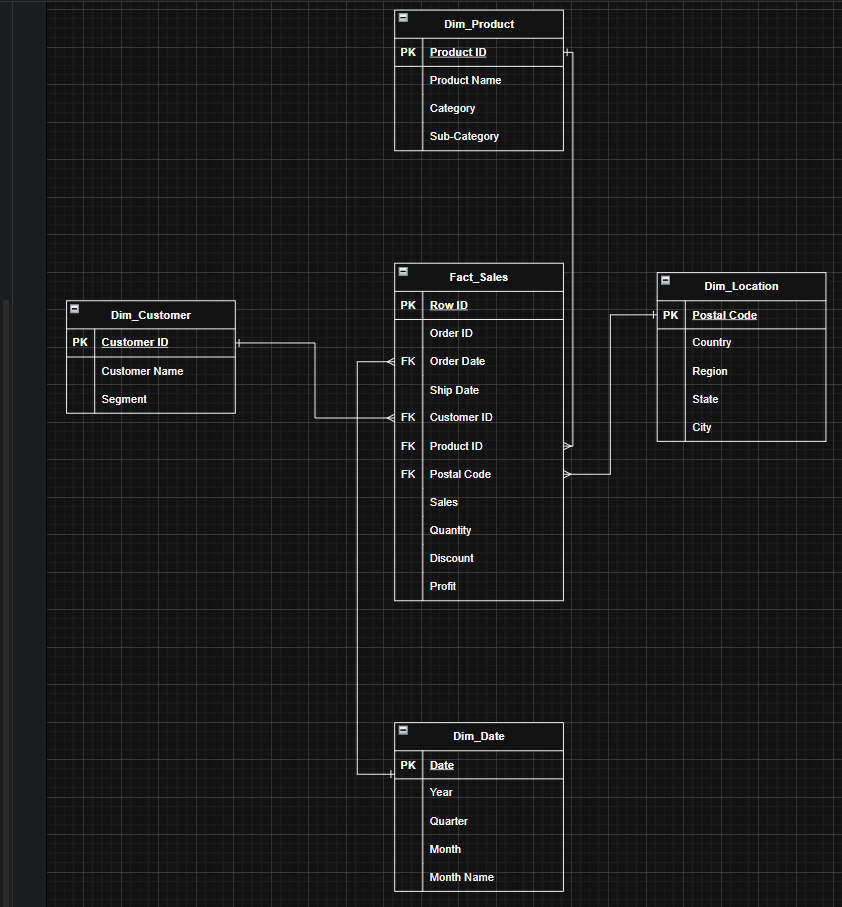 Dim_Product
PK Product ID
Product Name
Category
Sub-Category
Fact_Sales
PK Row ID
Order ID
FK Order Date
Ship Date
FK Customer ID
FK Product ID
FK Postal Code
Sales
Quantity
Discount
Profit
Dim_Location
PK Postal Code
Country
Region
State
City
Dim_Customer
PK Customer ID
Customer Name
Segment
Dim_Date
PK Date
Year
Quarter
Month
Month Name